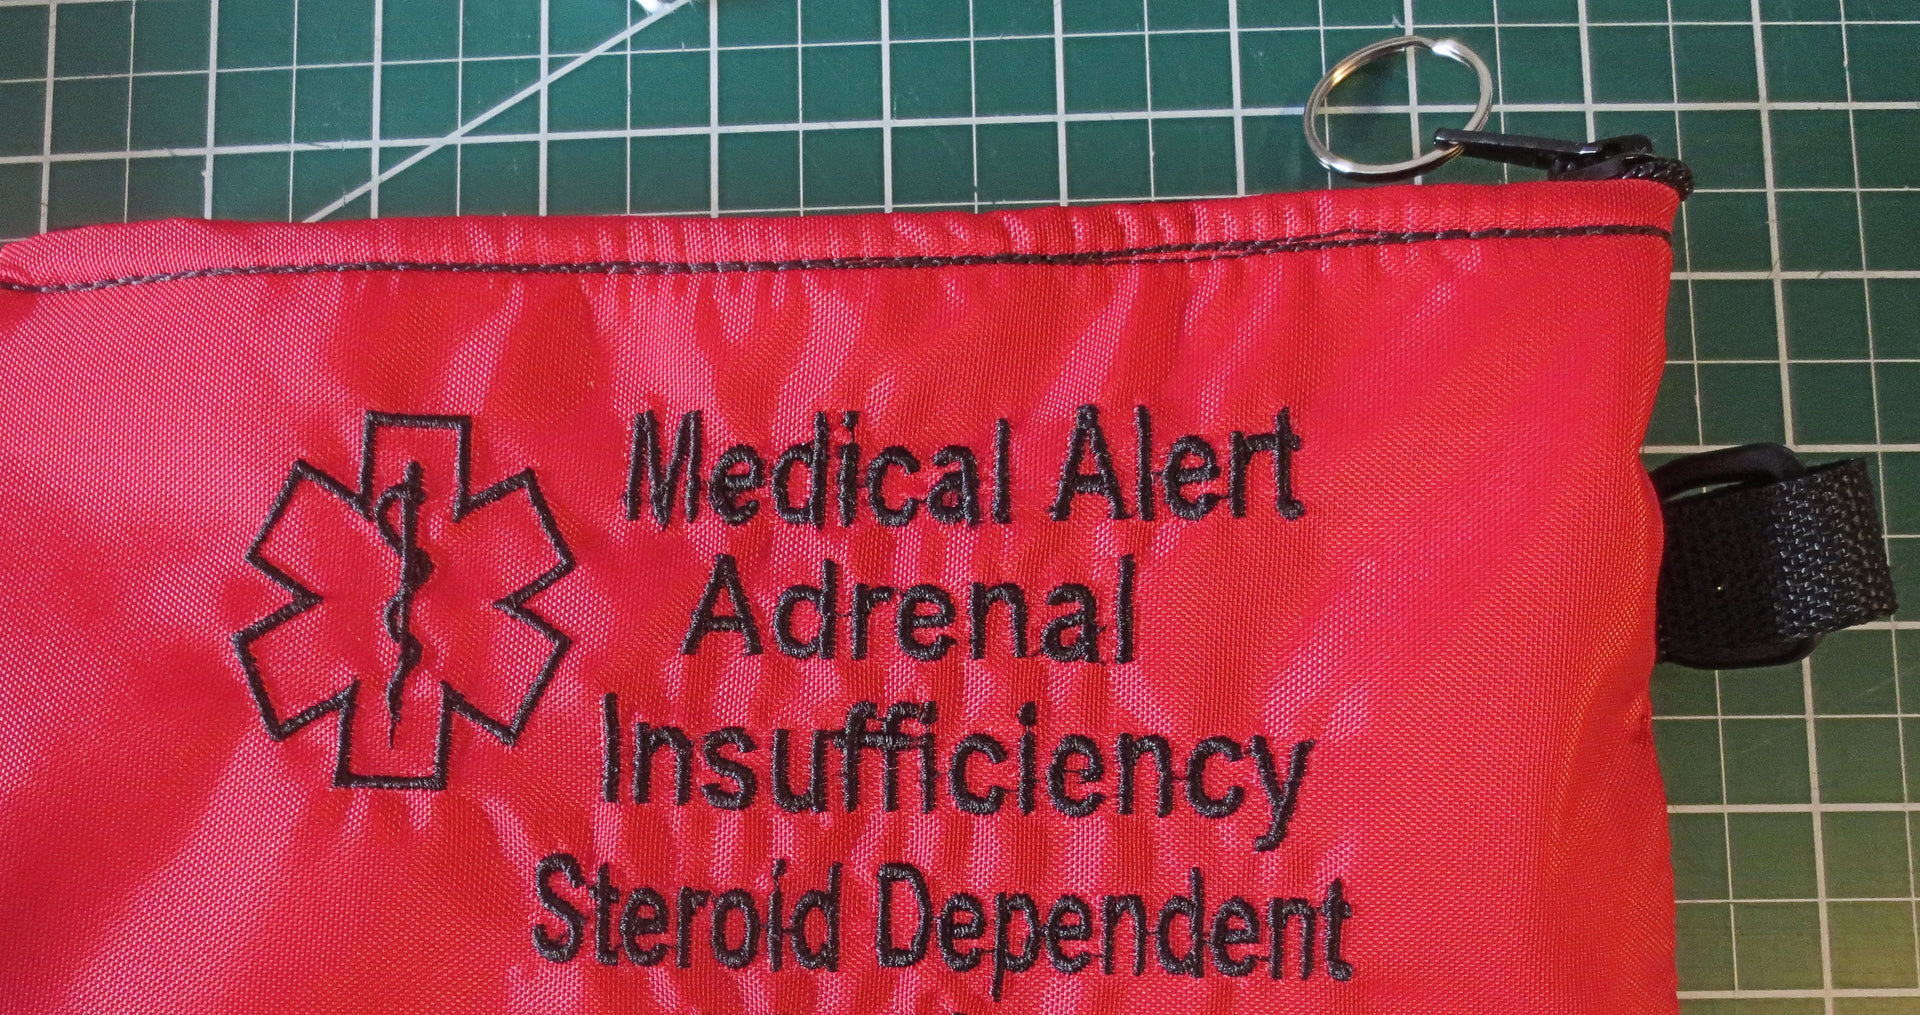 Medical Alert
Adrenal
Insufficiency
Steroid Dependent